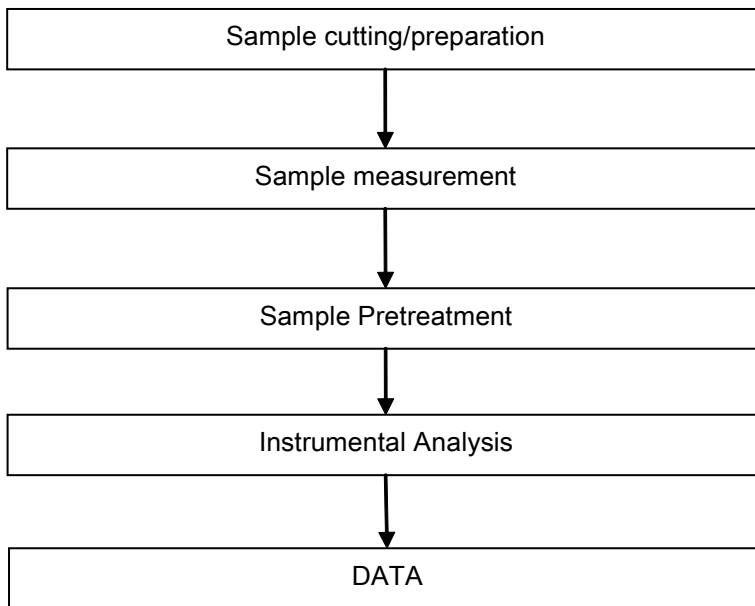 Sample cutting/preparation
Sample measurement
Sample Pretreatment
Instrumental Analysis
DATA